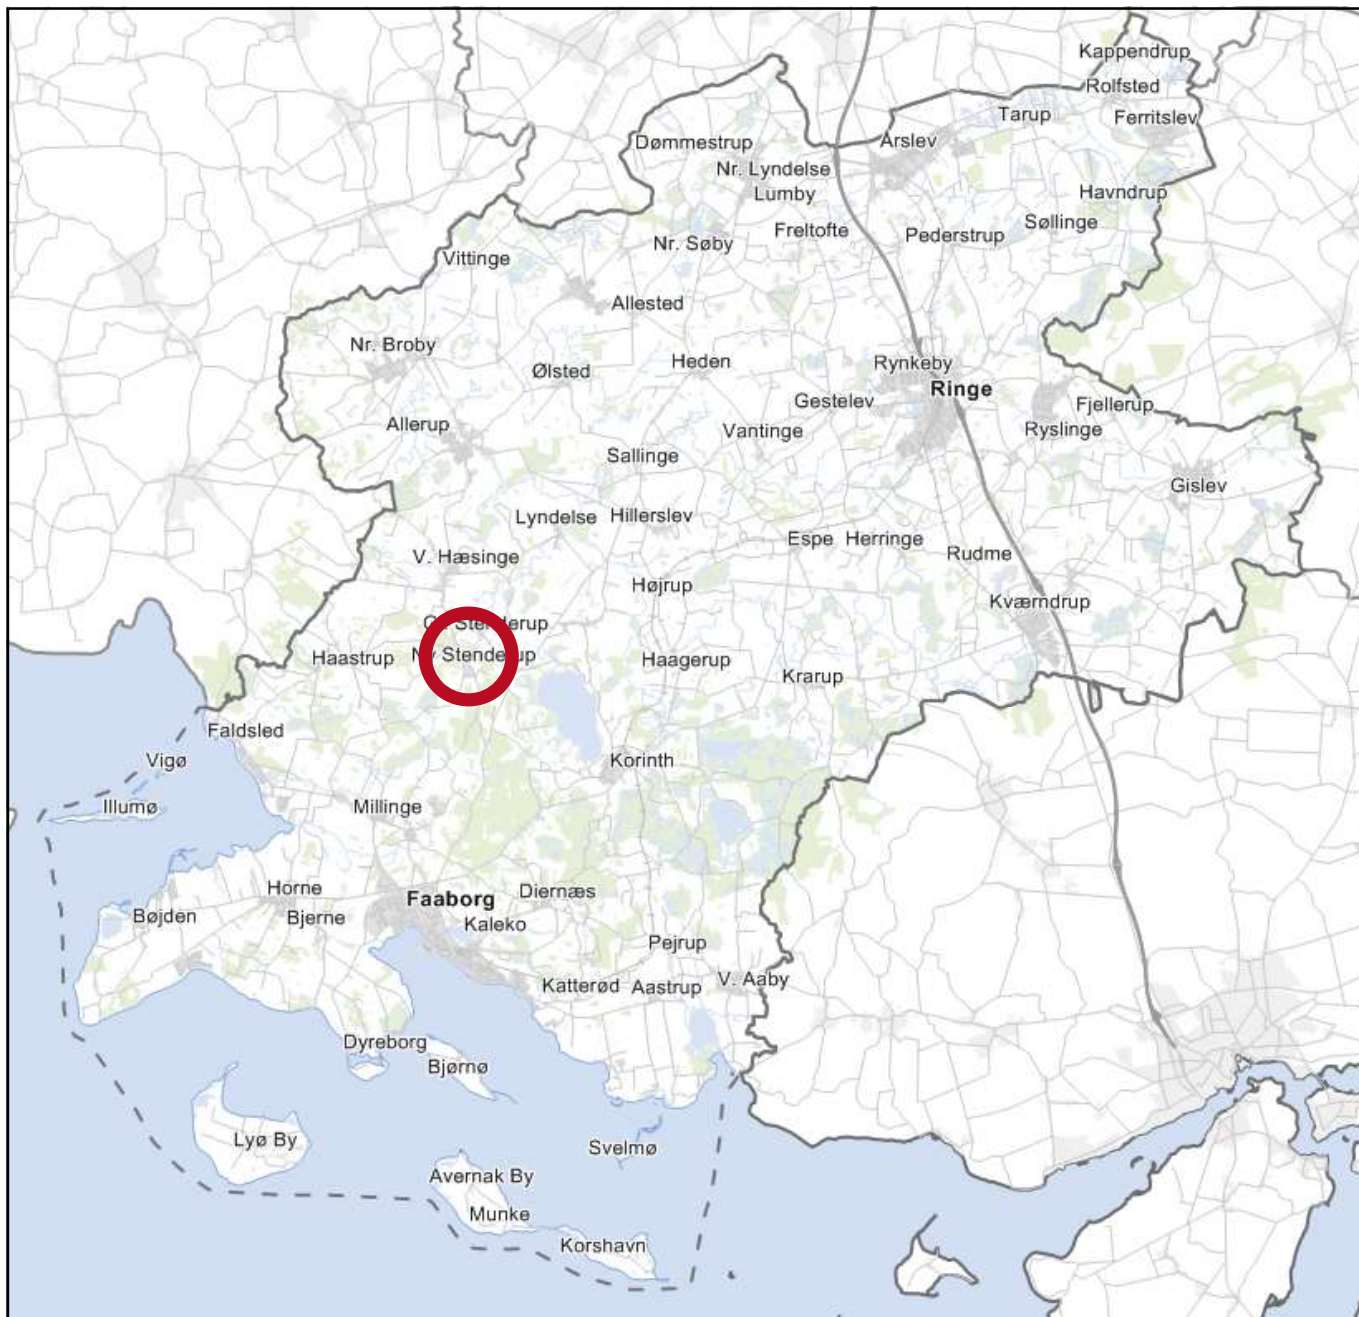 Kappendrup
Rolfsted
Tarup
Ferritslev
Dømmestrup
Arslev
Nr. Lyndelse
Lumby
Havndrup
Søllinge
Freltofte
Pederstrup
Nr. Søby
Vittinge
Allested
Nr. Broby
Heden
Rynkeby
Ølsted
Ringe
Gestelev
Fjellerup
Allerup
Vantinge
Ryslinge
Sallinge
Gislev
Lyndelse
Hillerslev
Espe
Herringe
Rudme
V. Hæsinge
Højrup
Kværndrup
Stenderup
Haastrup
Ny Stenderup
Haagerup
Krarup
Faldsled
Vigø
Korinth
Illumø
Millinge
Horne
Diernæs
Faaborg
Bøjden
Bjerne
Kaleko
Pejrup
Katterød
Aastrup
V. Aaby
Dyreborg
Bjørnø
Lyø By
Svelmø
Avernak By
Munke
Korshavn